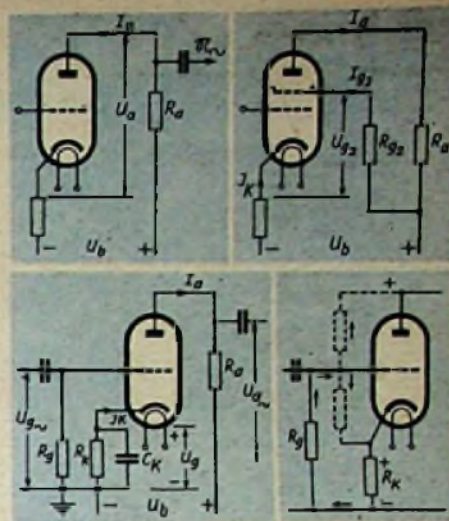 Ia
Ua
Ra
− Ub +
Ia
Ig2
Ug2
Rg2
Ra
JK
− Ub +
Ia
Ra
Ug~
Rg
Rk
JK
CK
+
Ug
−
Ua~
− Ub +
+
Rg
+
RK
−